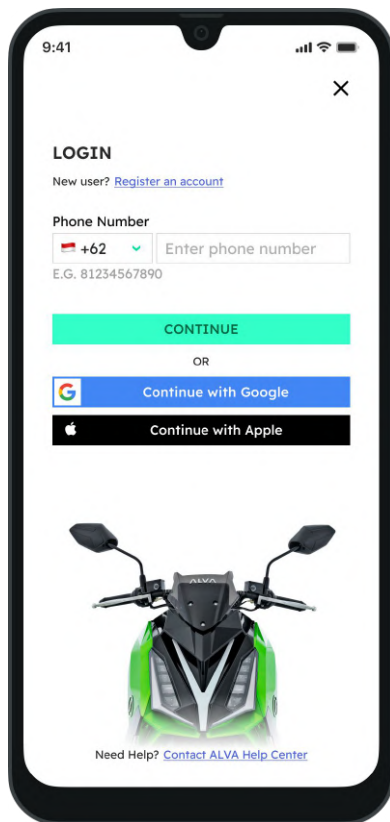 9:41
LOGIN
New user? Register an account
Phone Number
+62 Enter phone number
E.G. 81234567890
CONTINUE
OR
Continue with Google
Continue with Apple
ALVA
Need Help? Contact ALVA Help Center